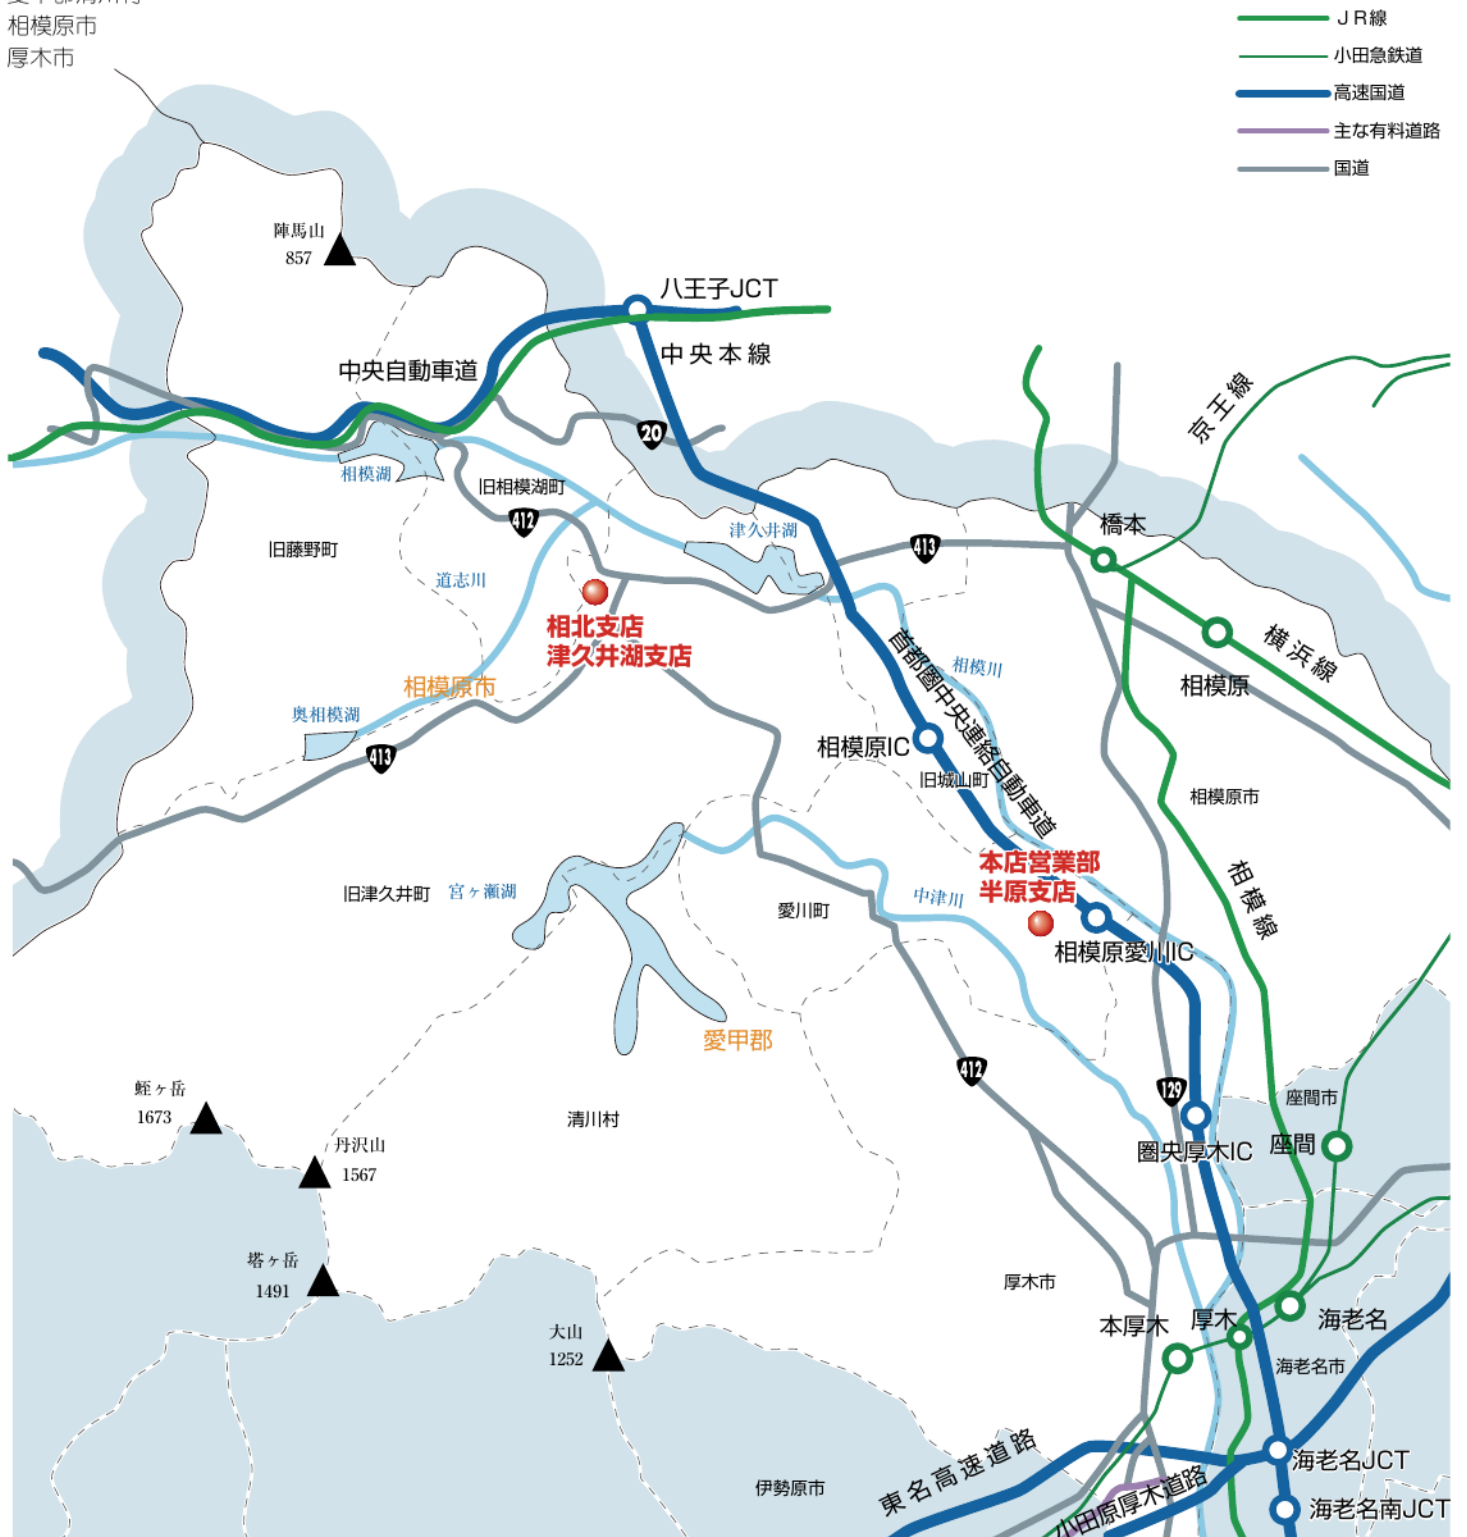 相模原市
厚木市
JR線
小田急鉄道
高速国道
主な有料道路
国道
陣馬山
857
八王子JCT
中央本線
中央自動車道
京王線
20
相模湖
旧相模湖町
412
津久井湖
413
橋本
旧藤野町
道志川
相北支店
津久井湖支店
横浜線
相模川
首都圏中央連絡自動車道
相模原
相模原市
奥相模湖
413
相模原IC
旧城山町
相模原市
本店営業部
半原支店
相模線
旧津久井町
宮ヶ瀬湖
愛川町
中津川
相模原愛川IC
愛甲郡
412
129
蛭ヶ岳
1673
清川村
座間市
丹沢山
1567
圏央厚木IC
座間
塔ヶ岳
1491
厚木市
大山
1252
本厚木
厚木
海老名
海老名市
東名高速道路
海老名JCT
伊勢原市
小田原厚木道路
海老名南JCT